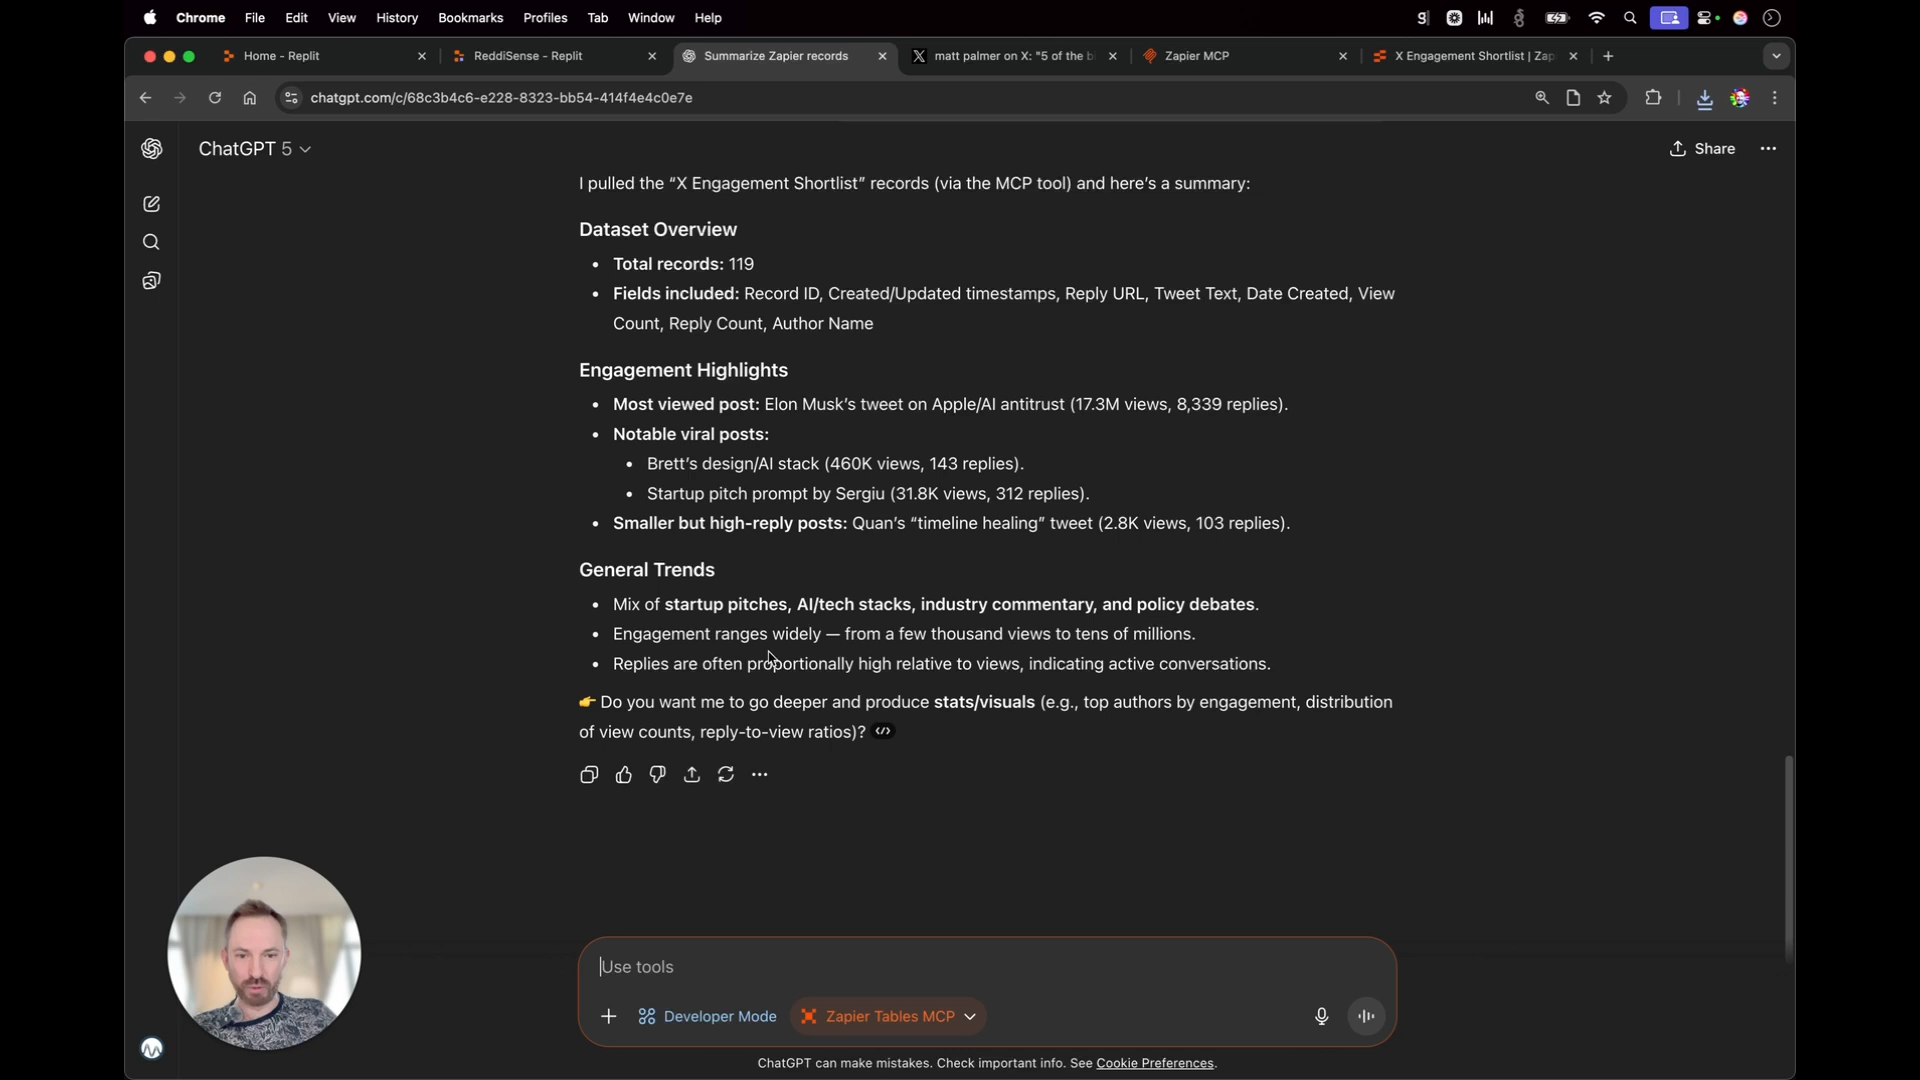 Chrome File Edit View History Bookmarks Profiles Tab Window Help
Home - Replit
ReddiSense - Replit
Summarize Zapier records
matt palmer on X: "5 of the bi
Zapier MCP
X Engagement Shortlist | Zap
chatgpt.com/c/68c3b4c6-e228-8323-bb54-414f4e4c0e7e
ChatGPT 5
Share
I pulled the “X Engagement Shortlist” records (via the MCP tool) and here’s a summary:
Dataset Overview
• Total records: 119
• Fields included: Record ID, Created/Updated timestamps, Reply URL, Tweet Text, Date Created, View
Count, Reply Count, Author Name
Engagement Highlights
• Most viewed post: Elon Musk’s tweet on Apple/AI antitrust (17.3M views, 8,339 replies).
• Notable viral posts:
• Brett’s design/AI stack (460K views, 143 replies).
• Startup pitch prompt by Sergiu (31.8K views, 312 replies).
• Smaller but high-reply posts: Quan’s “timeline healing” tweet (2.8K views, 103 replies).
General Trends
• Mix of startup pitches, AI/tech stacks, industry commentary, and policy debates.
• Engagement ranges widely — from a few thousand views to tens of millions.
• Replies are often proportionally high relative to views, indicating active conversations.
👉 Do you want me to go deeper and produce stats/visuals (e.g., top authors by engagement, distribution
of view counts, reply-to-view ratios)?
Use tools
Developer Mode
Zapier Tables MCP
ChatGPT can make mistakes. Check important info. See Cookie Preferences.